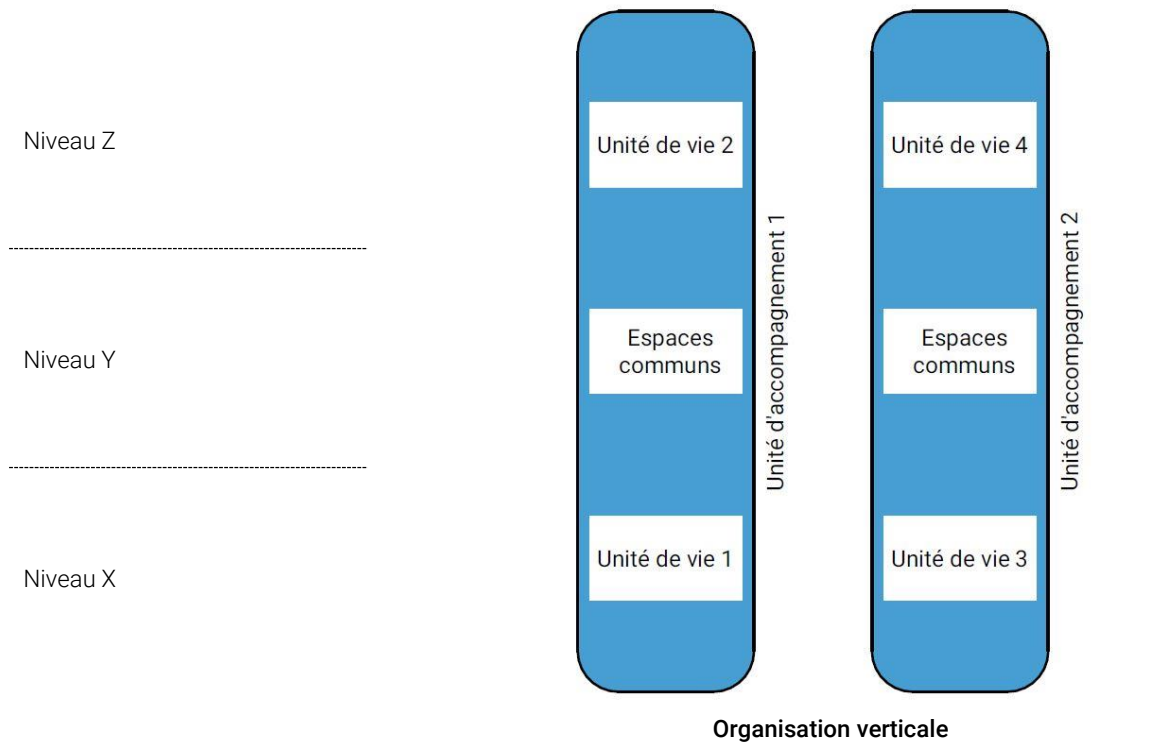 Niveau Z
Unité de vie 2
Unité de vie 4
Niveau Y
Espaces
communs
Espaces
communs
Unité d'accompagnement 1
Unité d'accompagnement 2
Niveau X
Unité de vie 1
Unité de vie 3
Organisation verticale